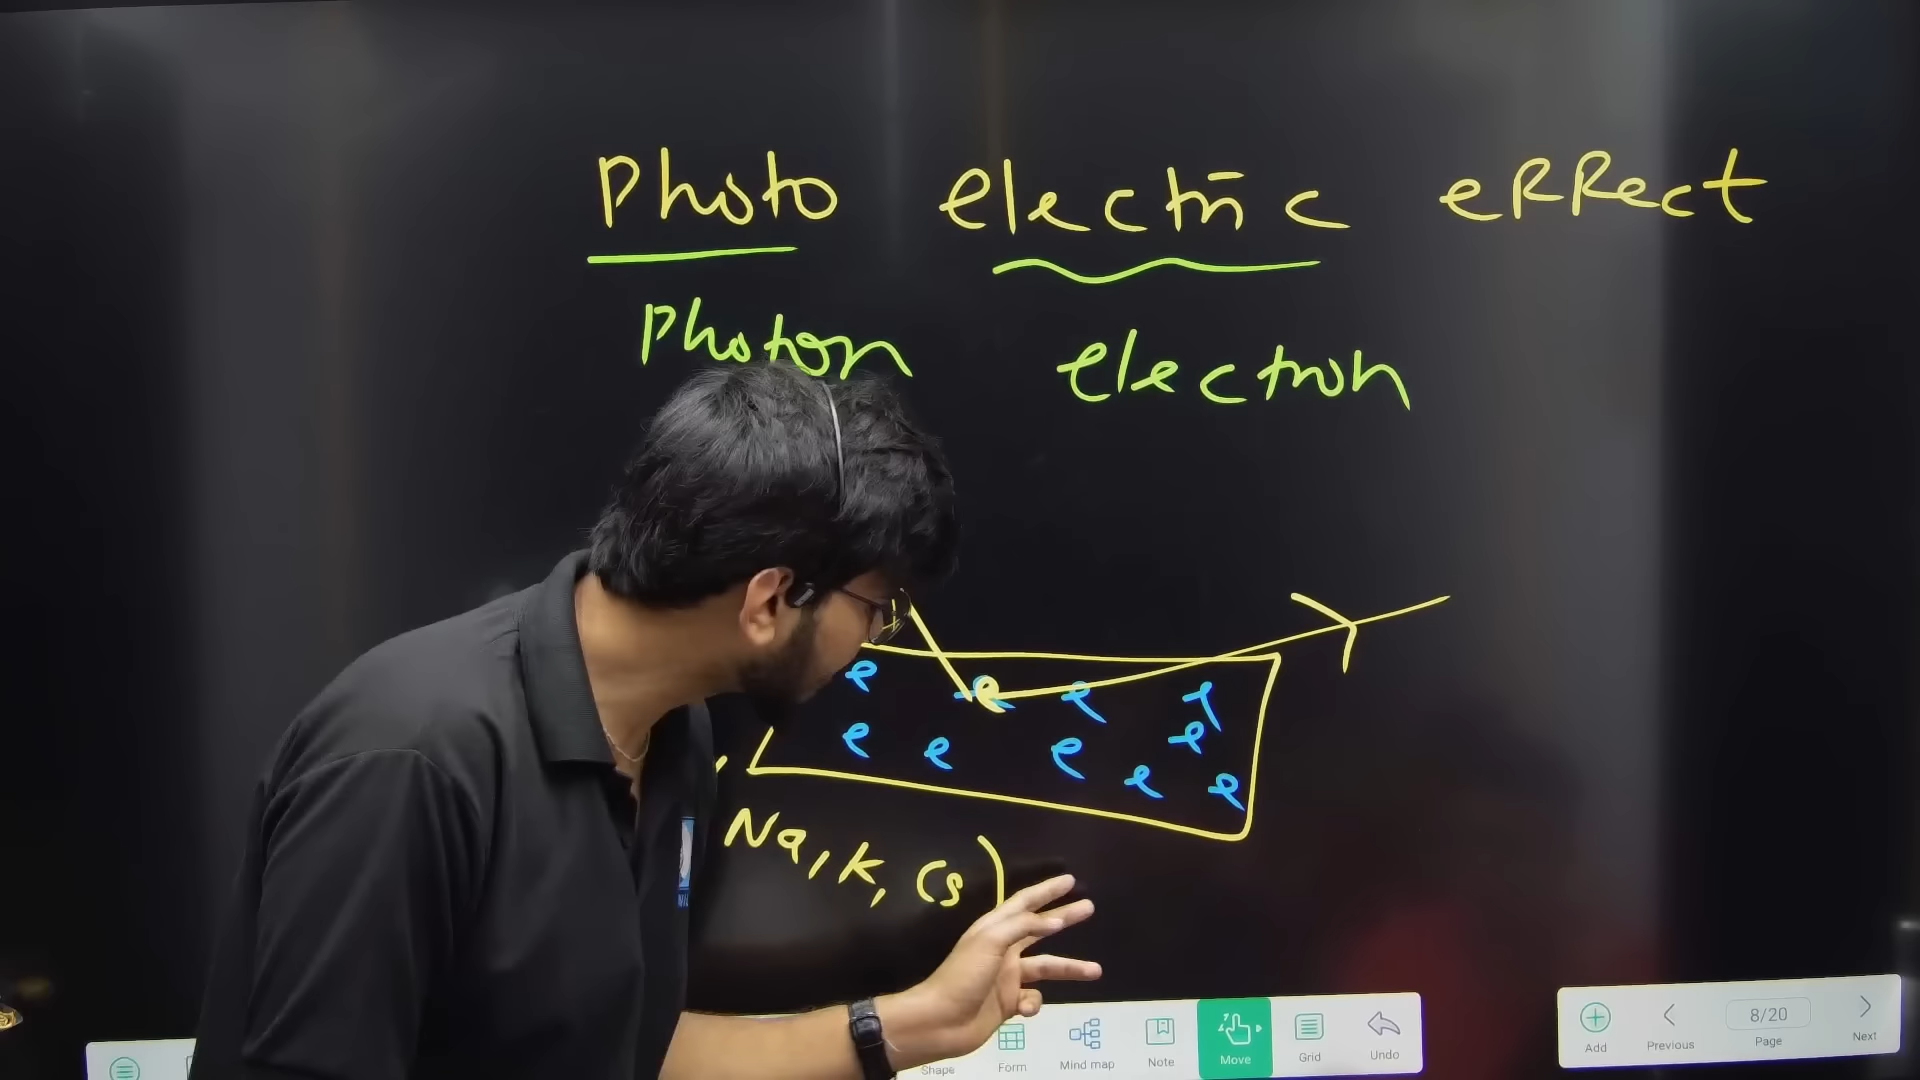 Photo electric eRRect
Photon electron
e e e e
e e e e e e
Na, K, Cs)
Shape Form Mind map Note Move Grid Undo
Add Previous 8/20 Page Next